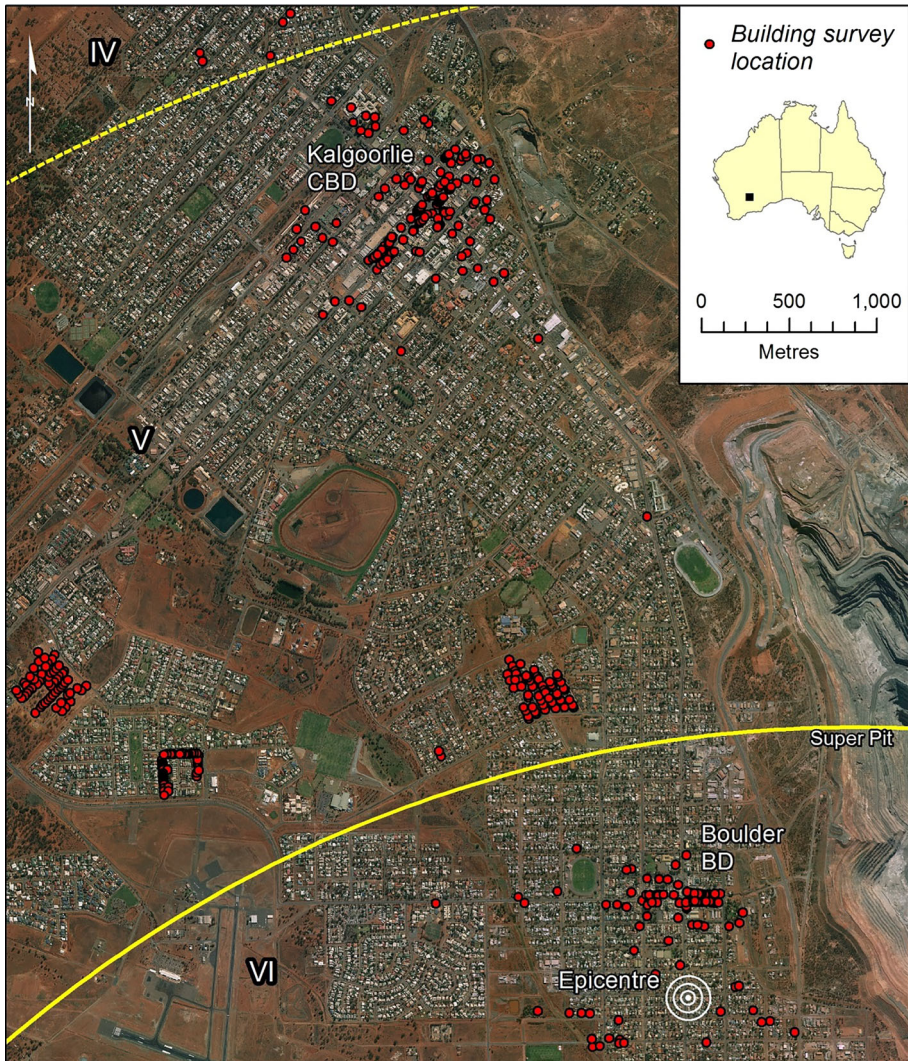 IV
Building survey
location
N
Kalgoorlie
CBD
0 500 1,000
Metres
V
Super Pit
Boulder
BD
VI
Epicentre